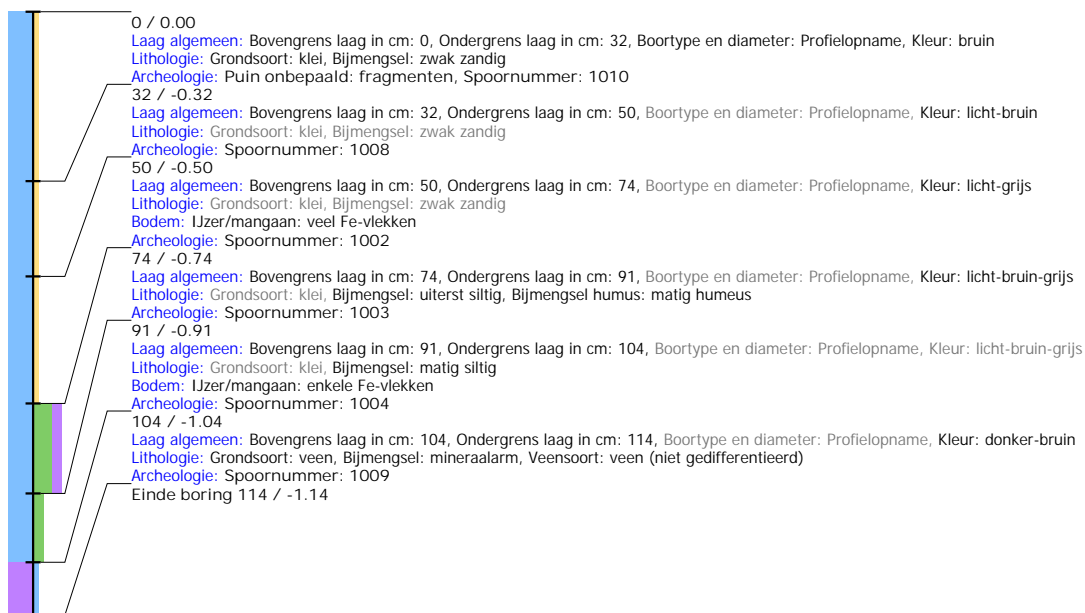 0 / 0.00
Laag algemeen: Bovengrens laag in cm: 0, Ondergrens laag in cm: 32, Boortype en diameter: Profielopname, Kleur: bruin
Lithologie: Grondsoort: klei, Bijmengsel: zwak zandig
Archeologie: Puin onbepaald: fragmenten, Spoornummer: 1010
32 / -0.32
Laag algemeen: Bovengrens laag in cm: 32, Ondergrens laag in cm: 50, Boortype en diameter: Profielopname, Kleur: licht-bruin
Lithologie: Grondsoort: klei, Bijmengsel: zwak zandig
Archeologie: Spoornummer: 1008
50 / -0.50
Laag algemeen: Bovengrens laag in cm: 50, Ondergrens laag in cm: 74, Boortype en diameter: Profielopname, Kleur: licht-grijs
Lithologie: Grondsoort: klei, Bijmengsel: zwak zandig
Bodem: IJzer/mangaan: veel Fe-vlekken
Archeologie: Spoornummer: 1002
74 / -0.74
Laag algemeen: Bovengrens laag in cm: 74, Ondergrens laag in cm: 91, Boortype en diameter: Profielopname, Kleur: licht-bruin-grijs
Lithologie: Grondsoort: klei, Bijmengsel: uiterst siltig, Bijmengsel humus: matig humeus
Archeologie: Spoornummer: 1003
91 / -0.91
Laag algemeen: Bovengrens laag in cm: 91, Ondergrens laag in cm: 104, Boortype en diameter: Profielopname, Kleur: licht-bruin-grijs
Lithologie: Grondsoort: klei, Bijmengsel: matig siltig
Bodem: IJzer/mangaan: enkele Fe-vlekken
Archeologie: Spoornummer: 1004
104 / -1.04
Laag algemeen: Bovengrens laag in cm: 104, Ondergrens laag in cm: 114, Boortype en diameter: Profielopname, Kleur: donker-bruin
Lithologie: Grondsoort: veen, Bijmengsel: mineraalarm, Veensoort: veen (niet gedifferentieerd)
Archeologie: Spoornummer: 1009
Einde boring 114 / -1.14